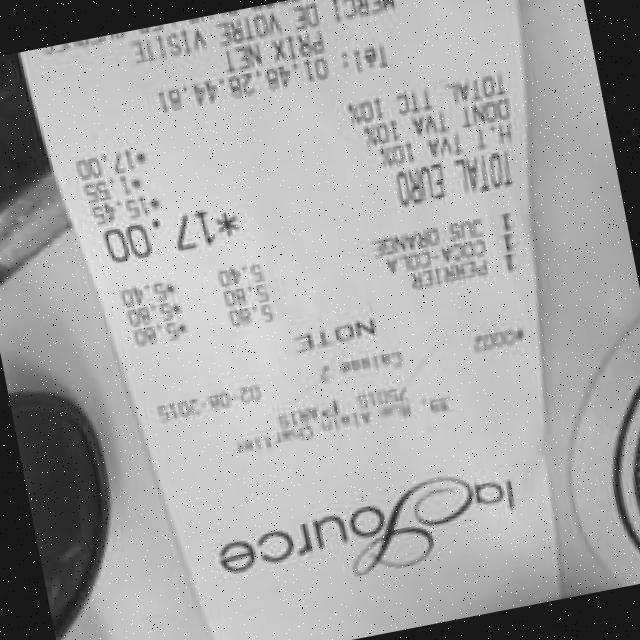 la Source
39, Rue Alain Chartier
75015 PARIS
Caisse 2 02-06-2015
#0002
NOTE
1 PERRIER 5.80 *5.80
1 COCA-COLA 5.80 *5.80
1 JUS ORANGE 5.40 *5.40
TOTAL EURO *17.00
H.T. TVA 10% *15.45
DONT TVA 10% *1.55
TOTAL TTC 10% *17.00
Tél: 01.48.28.44.81
PRIX NET
MERCI DE VOTRE VISITE